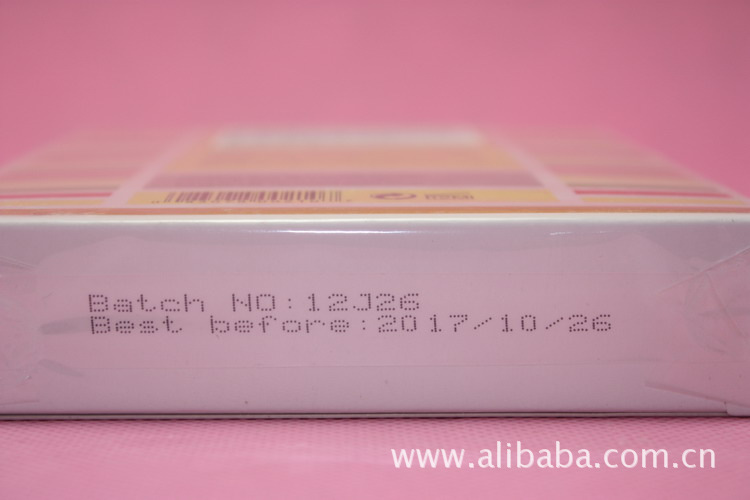 Batch NO:12J26
Best before:2017/10/26
www.alibaba.com.cn